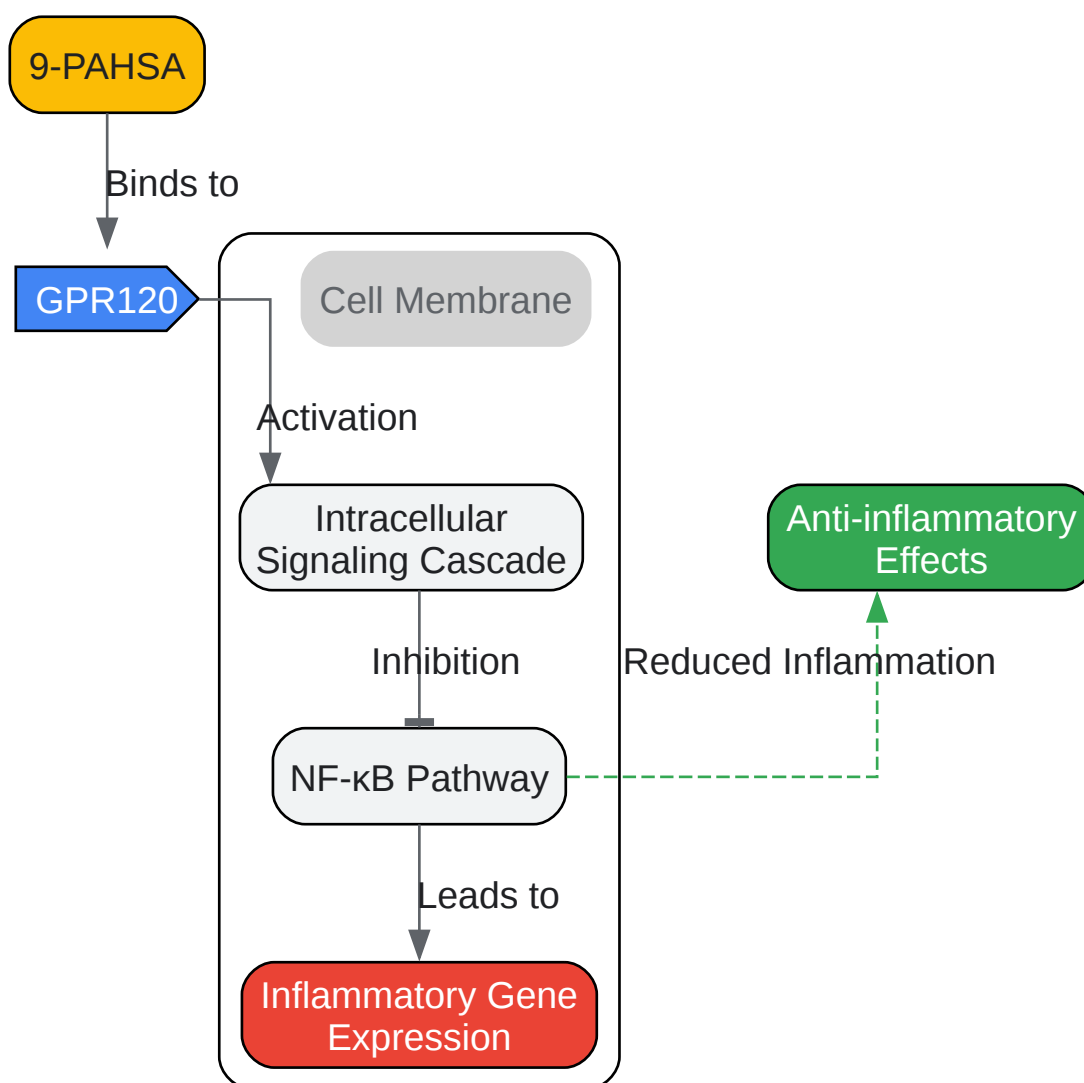 9-PAHSA
Binds to
GPR120
Cell Membrane
Activation
Intracellular
Signaling Cascade
Anti-inflammatory
Effects
Inhibition
Reduced Inflammation
NF-κB Pathway
Leads to
Inflammatory Gene
Expression